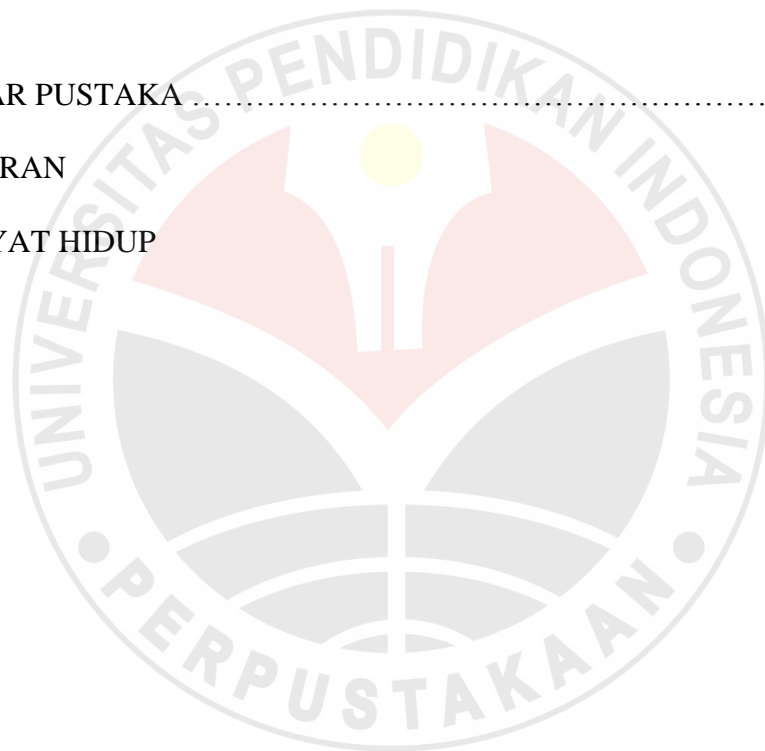 AR PUSTAKA ……………………………………………
RAN
YAT HIDUP
UNIVERSITAS PENDIDIKAN INDONESIA
PERPUSTAKAAN